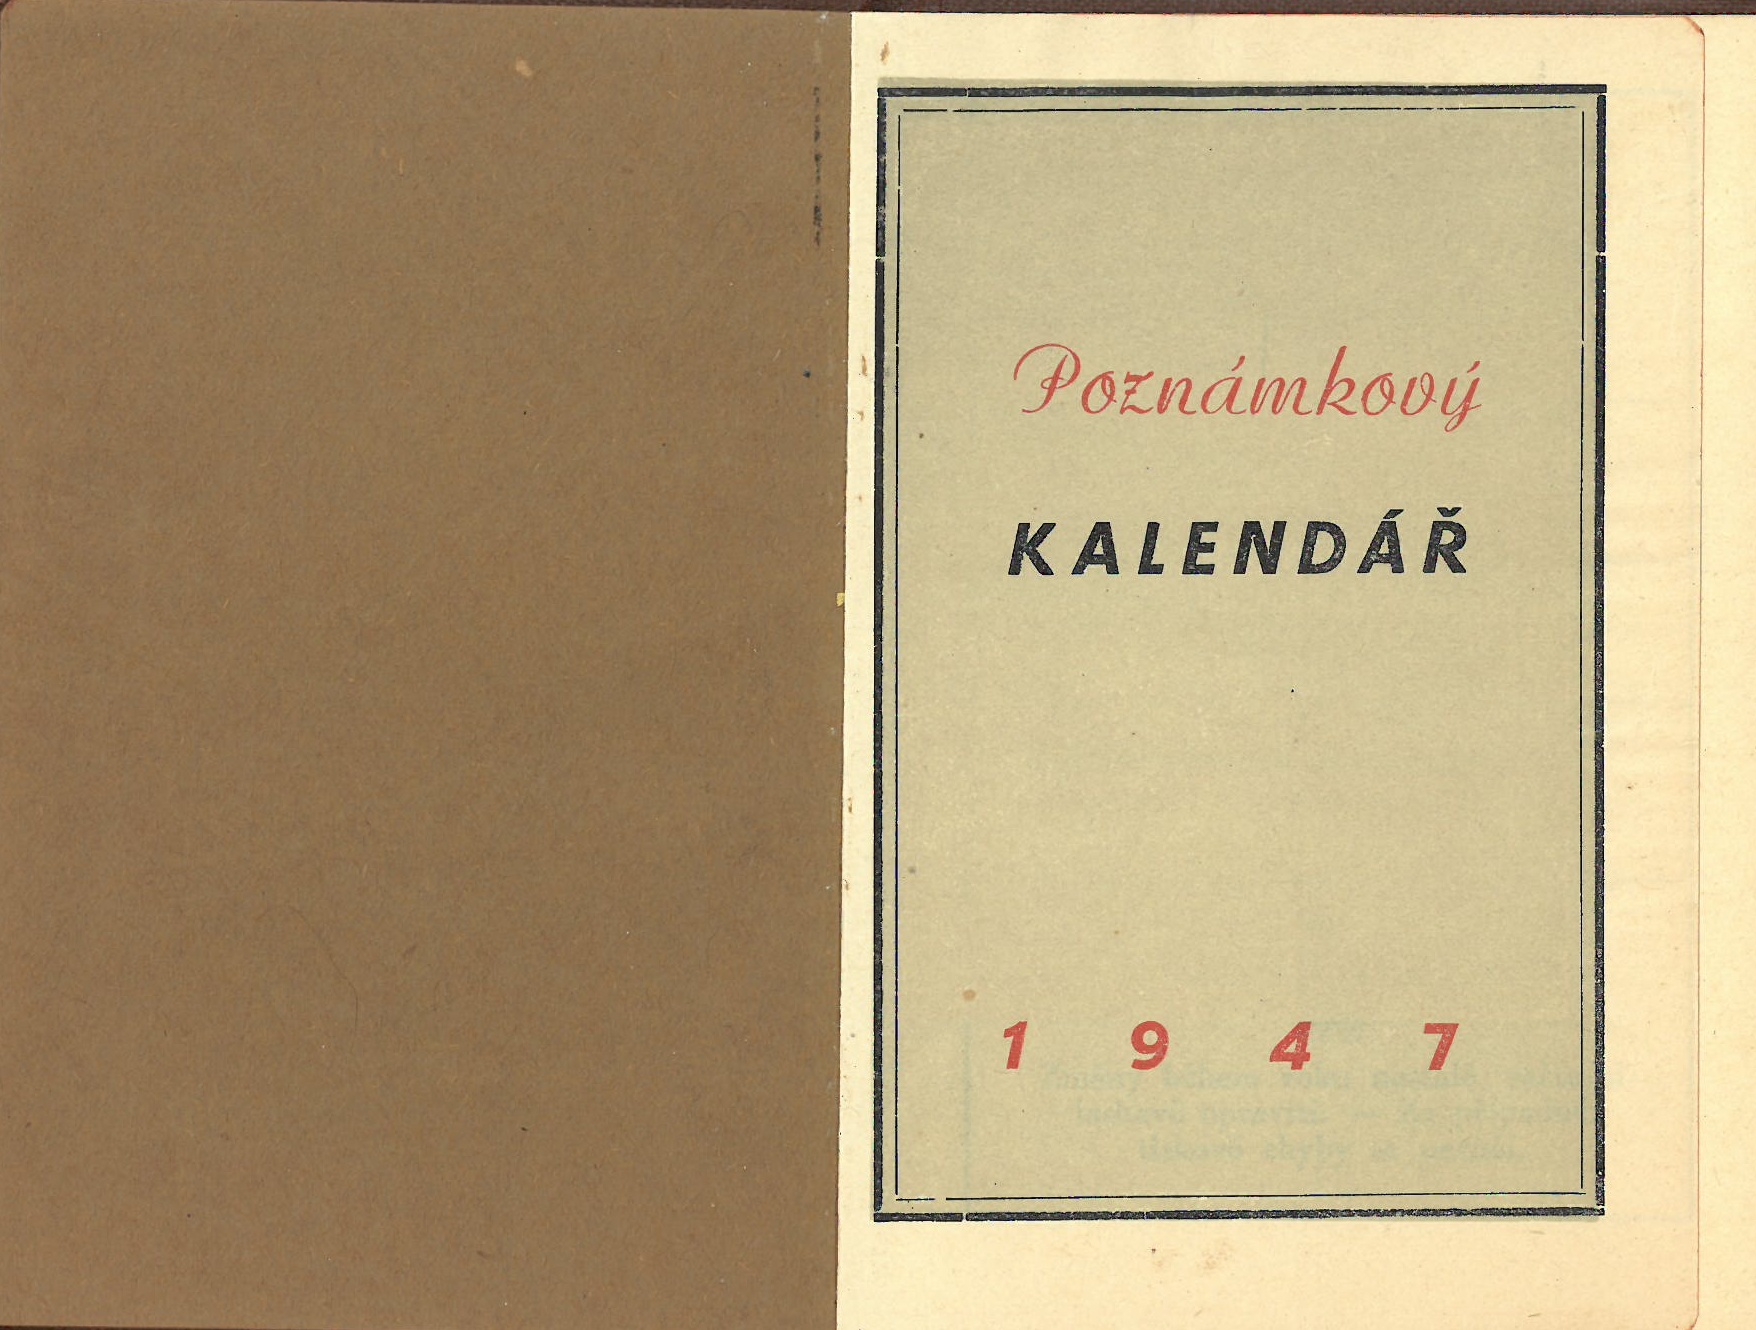 Poznámkový
KALENDÁŘ
1 9 4 7